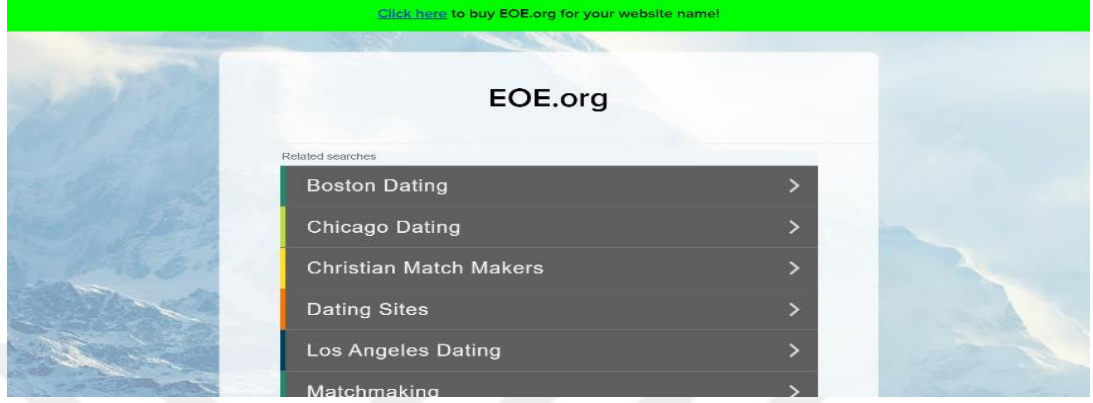 Click here to buy EOE.org for your website name!
EOE.org
Related searches
Boston Dating
Chicago Dating
Christian Match Makers
Dating Sites
Los Angeles Dating
Matchmaking